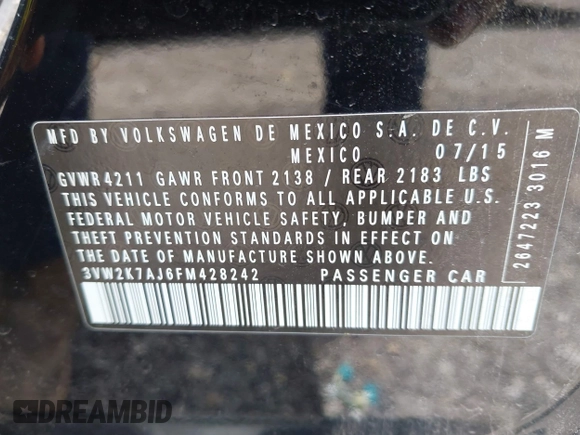 MFD BY VOLKSWAGEN DE MEXICO S.A. DE C.V.
MEXICO 07/15
GVWR 4211 GAWR FRONT 2138 / REAR 2183 LBS
THIS VEHICLE CONFORMS TO ALL APPLICABLE U.S.
FEDERAL MOTOR VEHICLE SAFETY, BUMPER AND
THEFT PREVENTION STANDARDS IN EFFECT ON
THE DATE OF MANUFACTURE SHOWN ABOVE.
3VW2K7AJ6FM428242 PASSENGER CAR
2647223 3016 M
DREAMBID